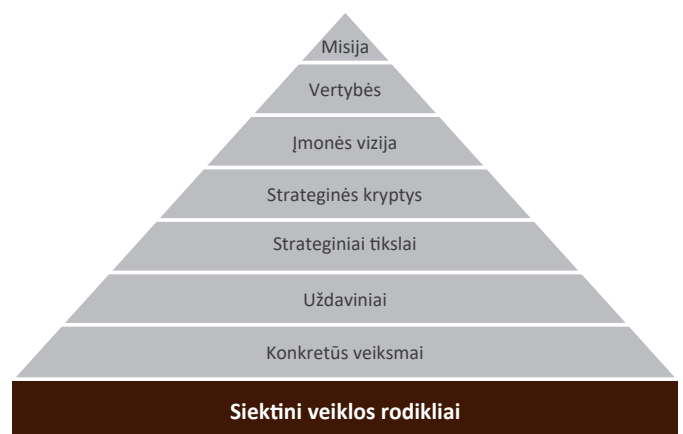 Misija
Vertybės
Įmonės vizija
Strateginės kryptys
Strateginiai tikslai
Uždaviniai
Konkretūs veiksmai
Siektini veiklos rodikliai